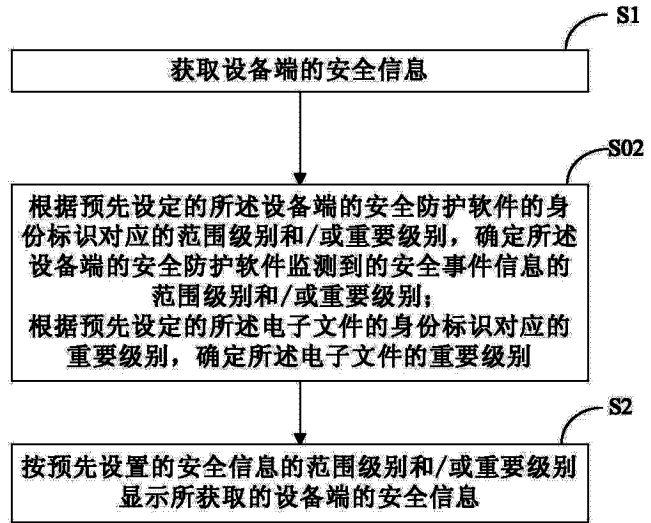 S1
获取设备端的安全信息
S02
根据预先设定的所述设备端的安全防护软件的身
份标识对应的范围级别和/或重要级别，确定所述
设备端的安全防护软件监测到的安全事件信息的
范围级别和/或重要级别；
根据预先设定的所述电子文件的身份标识对应的
重要级别，确定所述电子文件的重要级别
S2
按预先设置的安全信息的范围级别和/或重要级别
显示所获取的设备端的安全信息